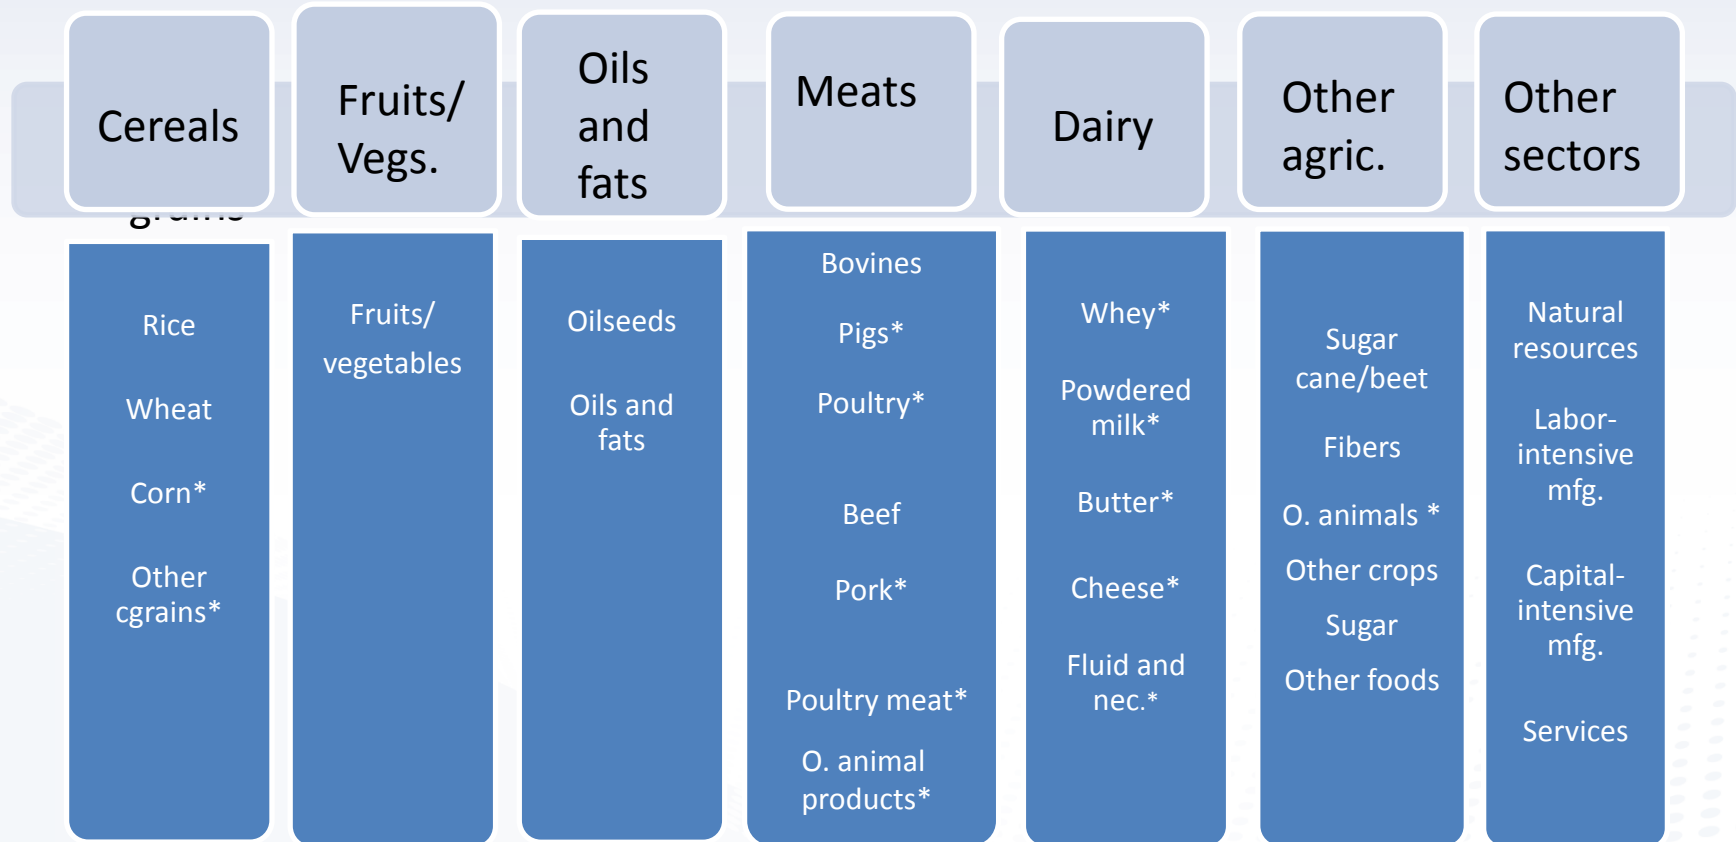 Cereals
grains
Fruits/
Vegs.
Oils
and
fats
Meats
Dairy
Other
agric.
Other
sectors
Rice
Wheat
Corn*
Other
cgrains*
Fruits/
vegetables
Oilseeds
Oils and
fats
Bovines
Pigs*
Poultry*
Beef
Pork*
Poultry meat*
O. animal
products*
Whey*
Powdered
milk*
Butter*
Cheese*
Fluid and
nec.*
Sugar
cane/beet
Fibers
O. animals *
Other crops
Sugar
Other foods
Natural
resources
Labor-
intensive
mfg.
Capital-
intensive
mfg.
Services